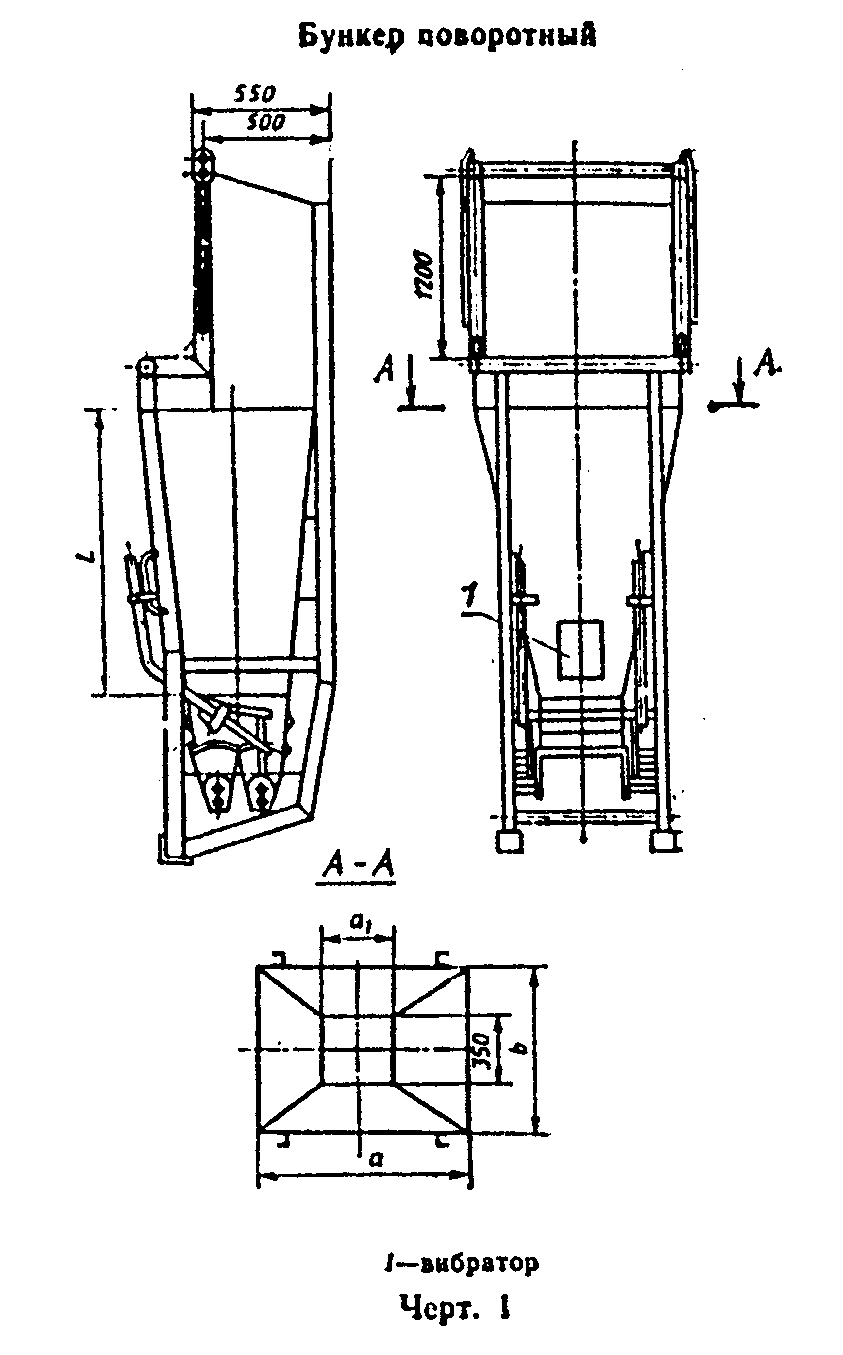 Бункер поворотный
550
500
1200
А
А
L
1
А-А
a₁
350
b
a
1—вибратор
Черт. 1